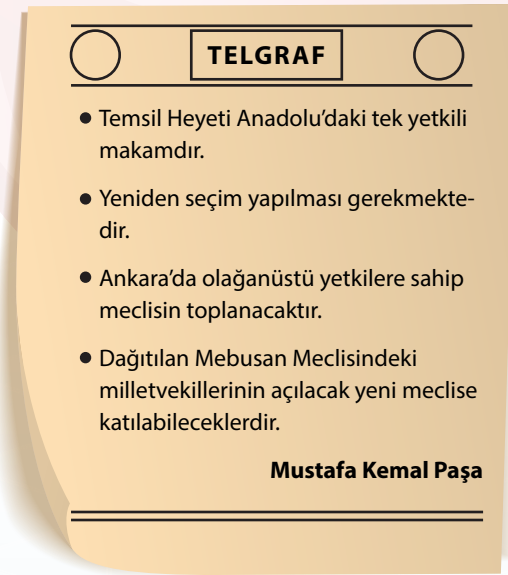 TELGRAF
● Temsil Heyeti Anadolu’daki tek yetkili
makamdır.
● Yeniden seçim yapılması gerekmekte-
dir.
● Ankara’da olağanüstü yetkilere sahip
meclisin toplanacaktır.
● Dağıtılan Mebusan Meclisindeki
milletvekillerinin açılacak yeni meclise
katılabileceklerdir.
Mustafa Kemal Paşa